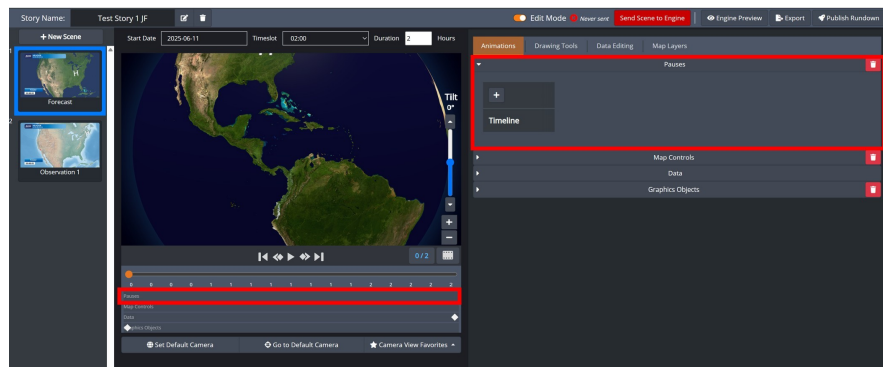 Story Name: Test Story 1 JF
Edit Mode Never sent Send Scene to Engine Engine Preview Export Publish Rundown
+ New Scene
1
Forecast
2
Observation 1
Start Date 2025-06-11 Timeslot 02:00 Duration 2 Hours
H
Tilt
0°
+
−
0 / 2
0 0 0 0 1 1 1 1 1 1 2 2 2 2 2
Pauses
Map Controls
Data
Graphics Objects
Set Default Camera Go to Default Camera Camera View Favorites
Animations Drawing Tools Data Editing Map Layers
Pauses
+
Timeline
Map Controls
Data
Graphics Objects